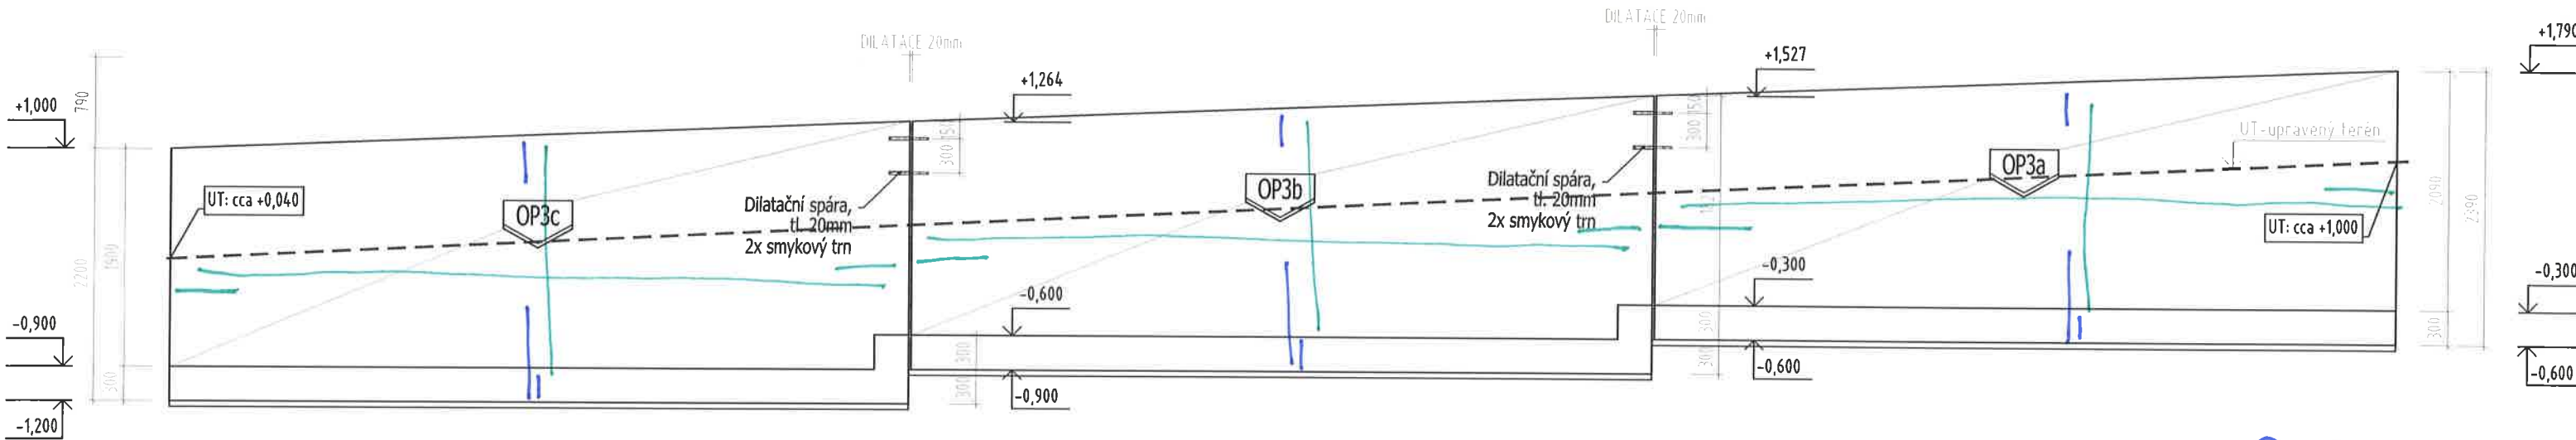 DILATACE 20mm
DILATACE 20mm
+1,790
+1,527
+1,264
+1,000
790
150
300
150
300
UT-upravený terén
OP3a
OP3b
OP3c
UT: cca +0,040
Dilatační spára,
tl. 20mm
2x smykový trn
Dilatační spára,
tl. 20mm
2x smykový trn
UT: cca +1,000
2200
1900
2090
2390
-0,300
-0,300
-0,600
-0,900
300
300
300
300
300
300
-0,600
-0,600
-0,900
-1,200